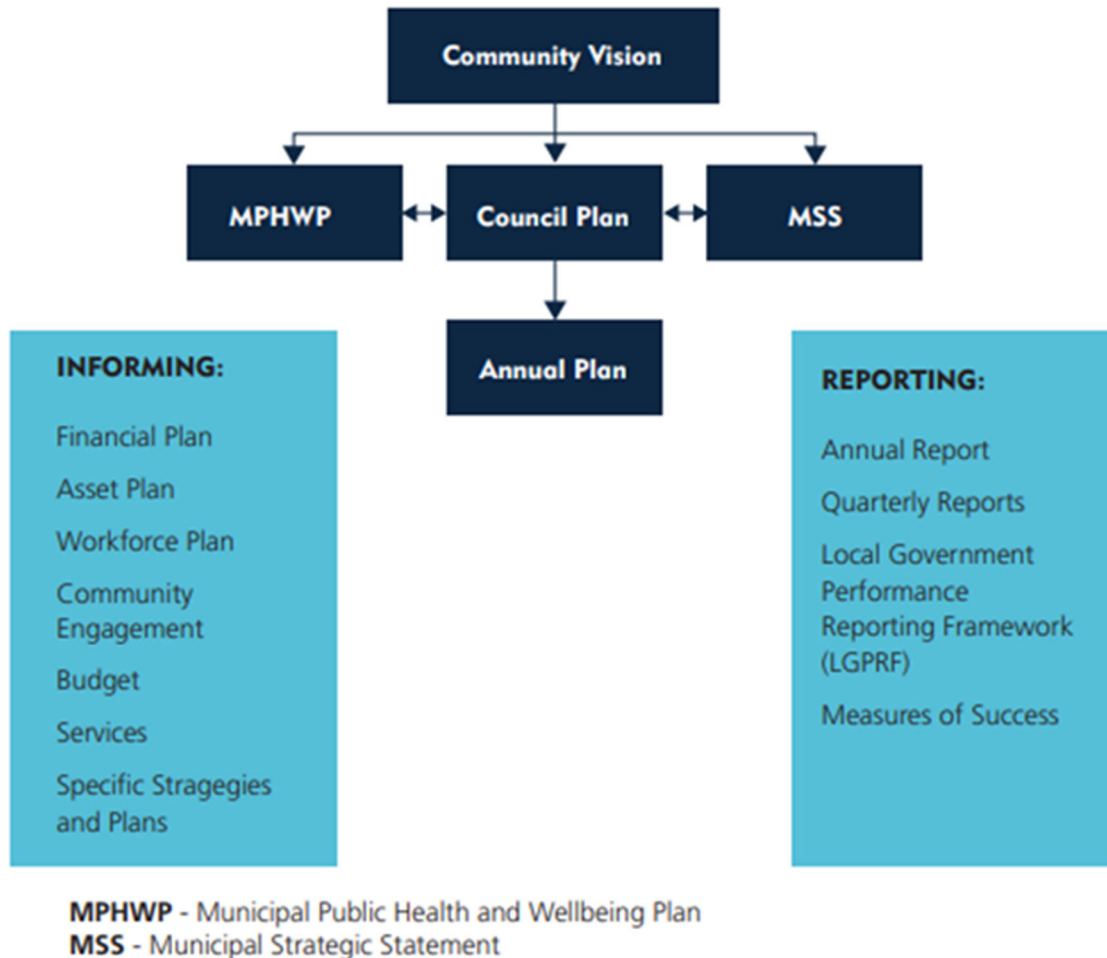 Community Vision
MPHWP
Council Plan
MSS
Annual Plan
INFORMING:
Financial Plan
Asset Plan
Workforce Plan
Community
Engagement
Budget
Services
Specific Stragegies
and Plans
REPORTING:
Annual Report
Quarterly Reports
Local Government
Performance
Reporting Framework
(LGPRF)
Measures of Success
MPHWP - Municipal Public Health and Wellbeing Plan
MSS - Municipal Strategic Statement